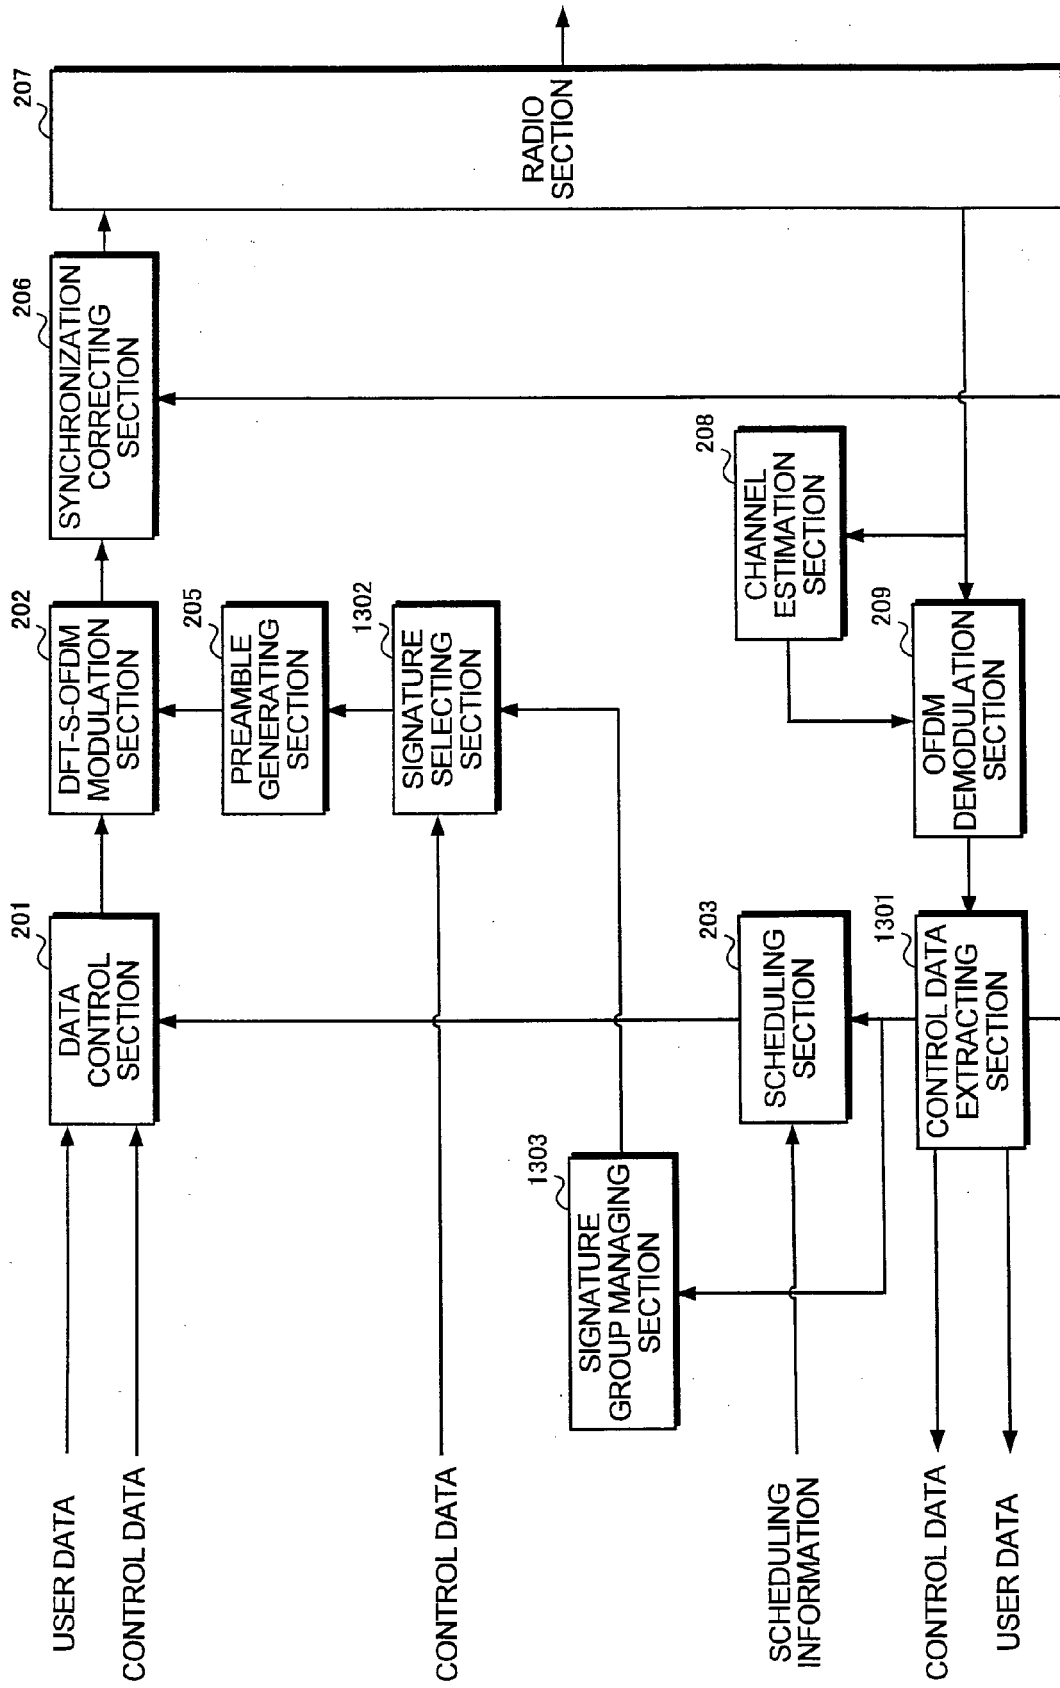 USER DATA
CONTROL DATA
201
DATA
CONTROL
SECTION
202
DFT-S-OFDM
MODULATION
SECTION
206
SYNCHRONIZATION
CORRECTING
SECTION
207
RADIO
SECTION
205
PREAMBLE
GENERATING
SECTION
CONTROL DATA
1302
SIGNATURE
SELECTING
SECTION
1303
SIGNATURE
GROUP MANAGING
SECTION
SCHEDULING
INFORMATION
203
SCHEDULING
SECTION
208
CHANNEL
ESTIMATION
SECTION
CONTROL DATA
USER DATA
1301
CONTROL DATA
EXTRACTING
SECTION
209
OFDM
DEMODULATION
SECTION